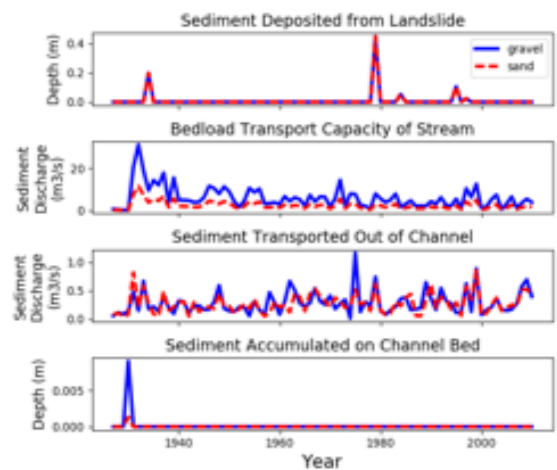 Sediment Deposited from Landslide
Depth (m)
0.4
0.2
0.0
gravel
sand
Bedload Transport Capacity of Stream
Sediment
Discharge
(m3/s)
20
0
Sediment Transported Out of Channel
Sediment
Discharge
(m3/s)
1.0
0.5
0.0
Sediment Accumulated on Channel Bed
Depth (m)
0.005
0.000
1940
1960
1980
2000
Year